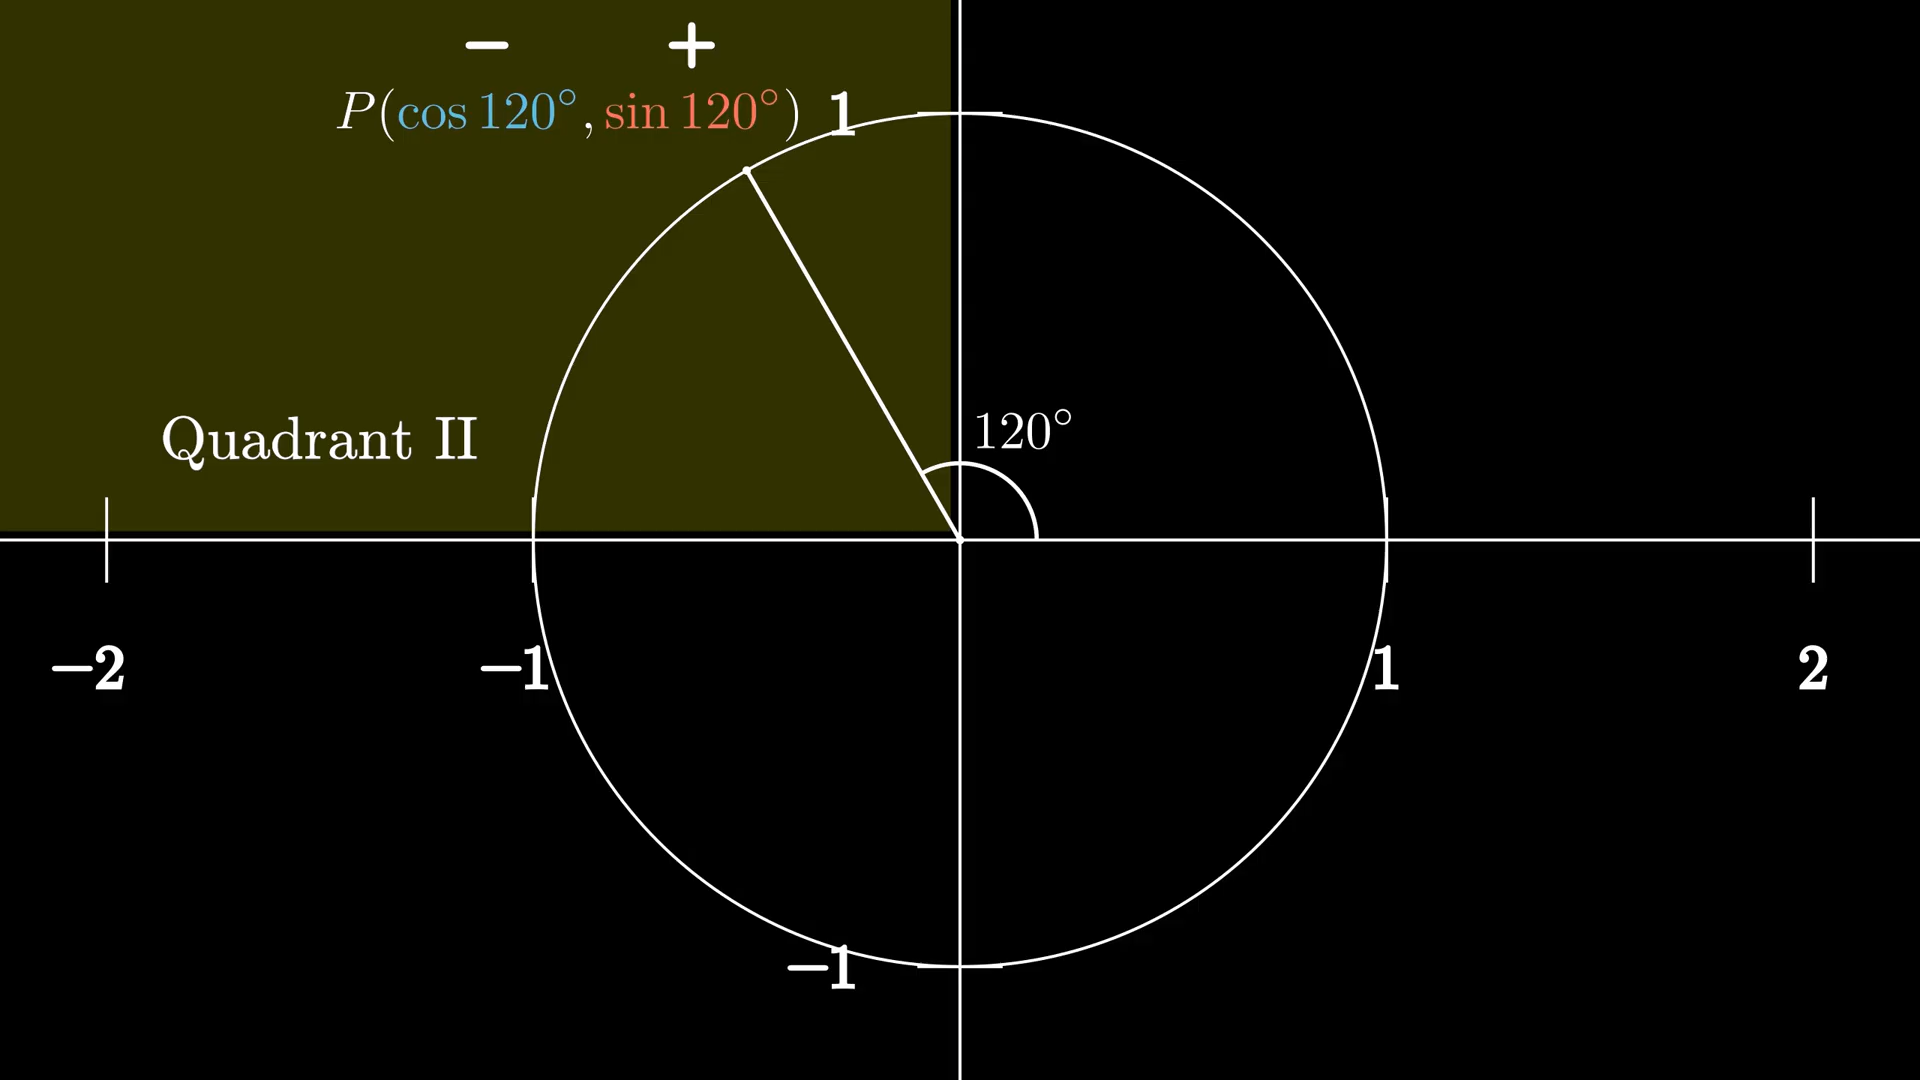 − +
P(cos 120°, sin 120°) 1
120°
Quadrant II
−2 −1 1 2
−1